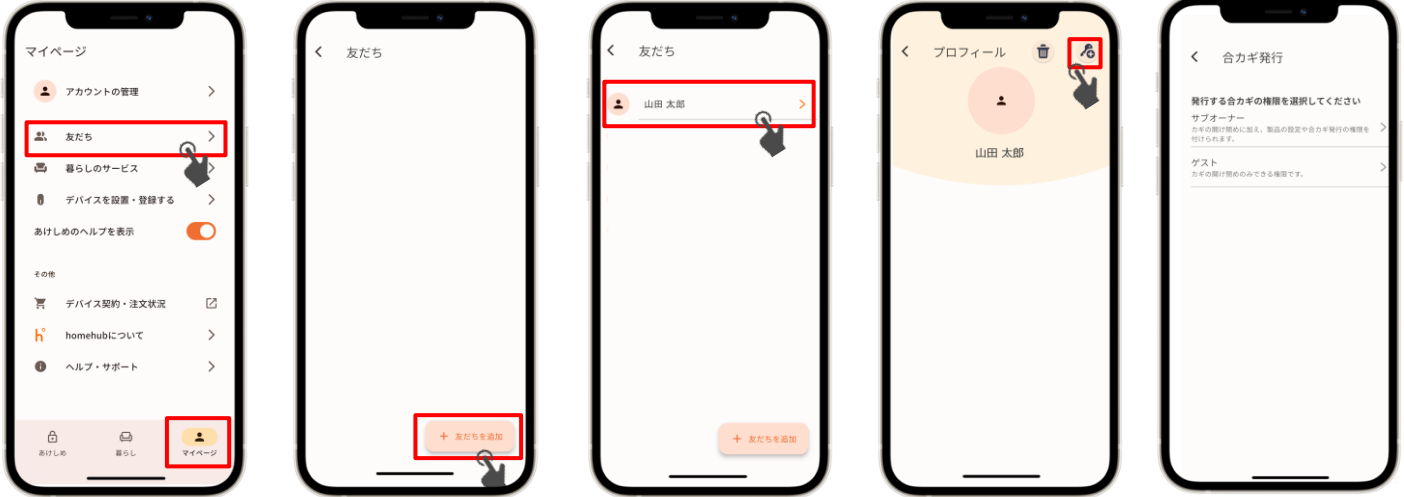 マイページ
アカウントの管理
友だち
暮らしのサービス
デバイスを設置・登録する
あけしめのヘルプを表示
その他
デバイス契約・注文状況
homehubについて
ヘルプ・サポート
あけしめ
暮らし
マイページ
友だち
+ 友だちを追加
友だち
山田 太郎
+ 友だちを追加
プロフィール
山田 太郎
合カギ発行
発行する合カギの権限を選択してください
サブオーナー
カギの開け閉めに加え、製品の設定や合カギ発行の権限を
付けられます。
ゲスト
カギの開け閉めのみできる権限です。